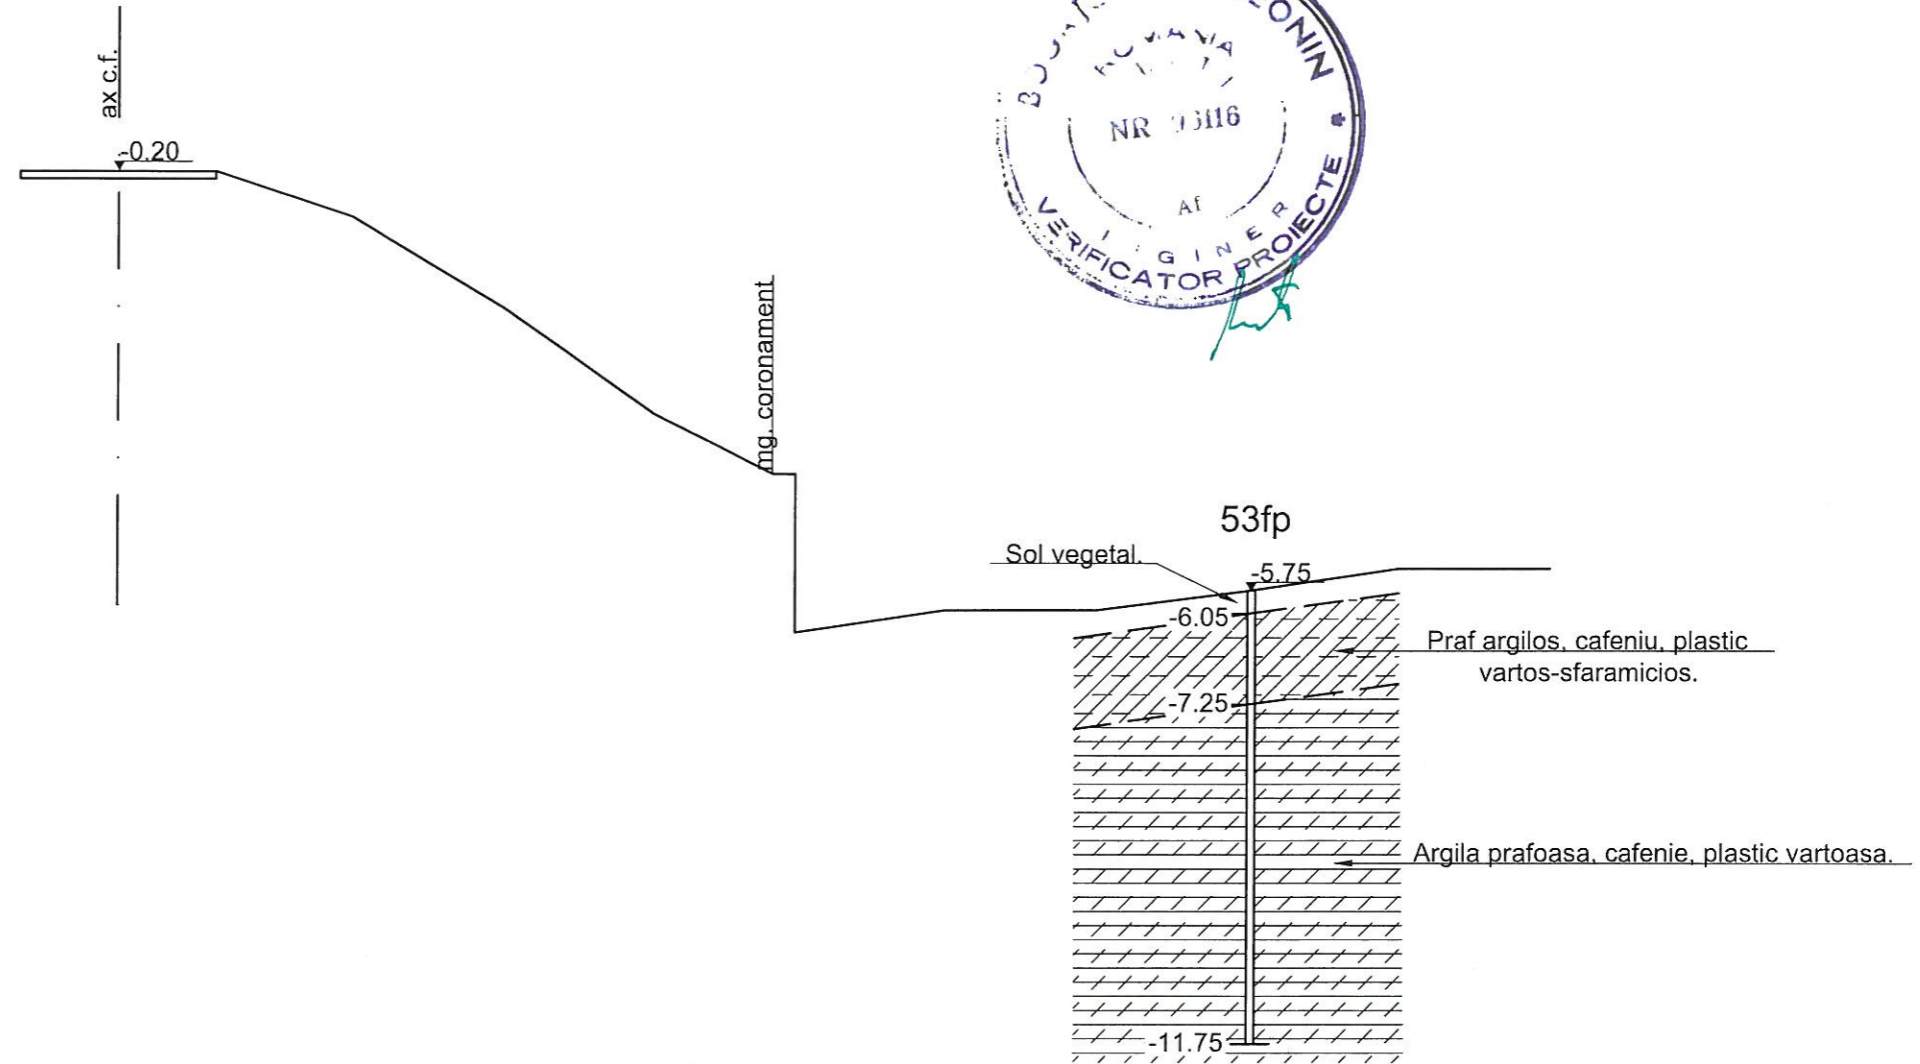 ax c.f.
-0.20
NR
Af
VERIFICATOR PROIECTE
mg. coronament
53fp
Sol vegetal.
-5.75
-6.05
Praf argilos, cafeniu, plastic
vartos-sfaramicios.
-7.25
Argila prafoasa, cafenie, plastic vartoasa.
-11.75